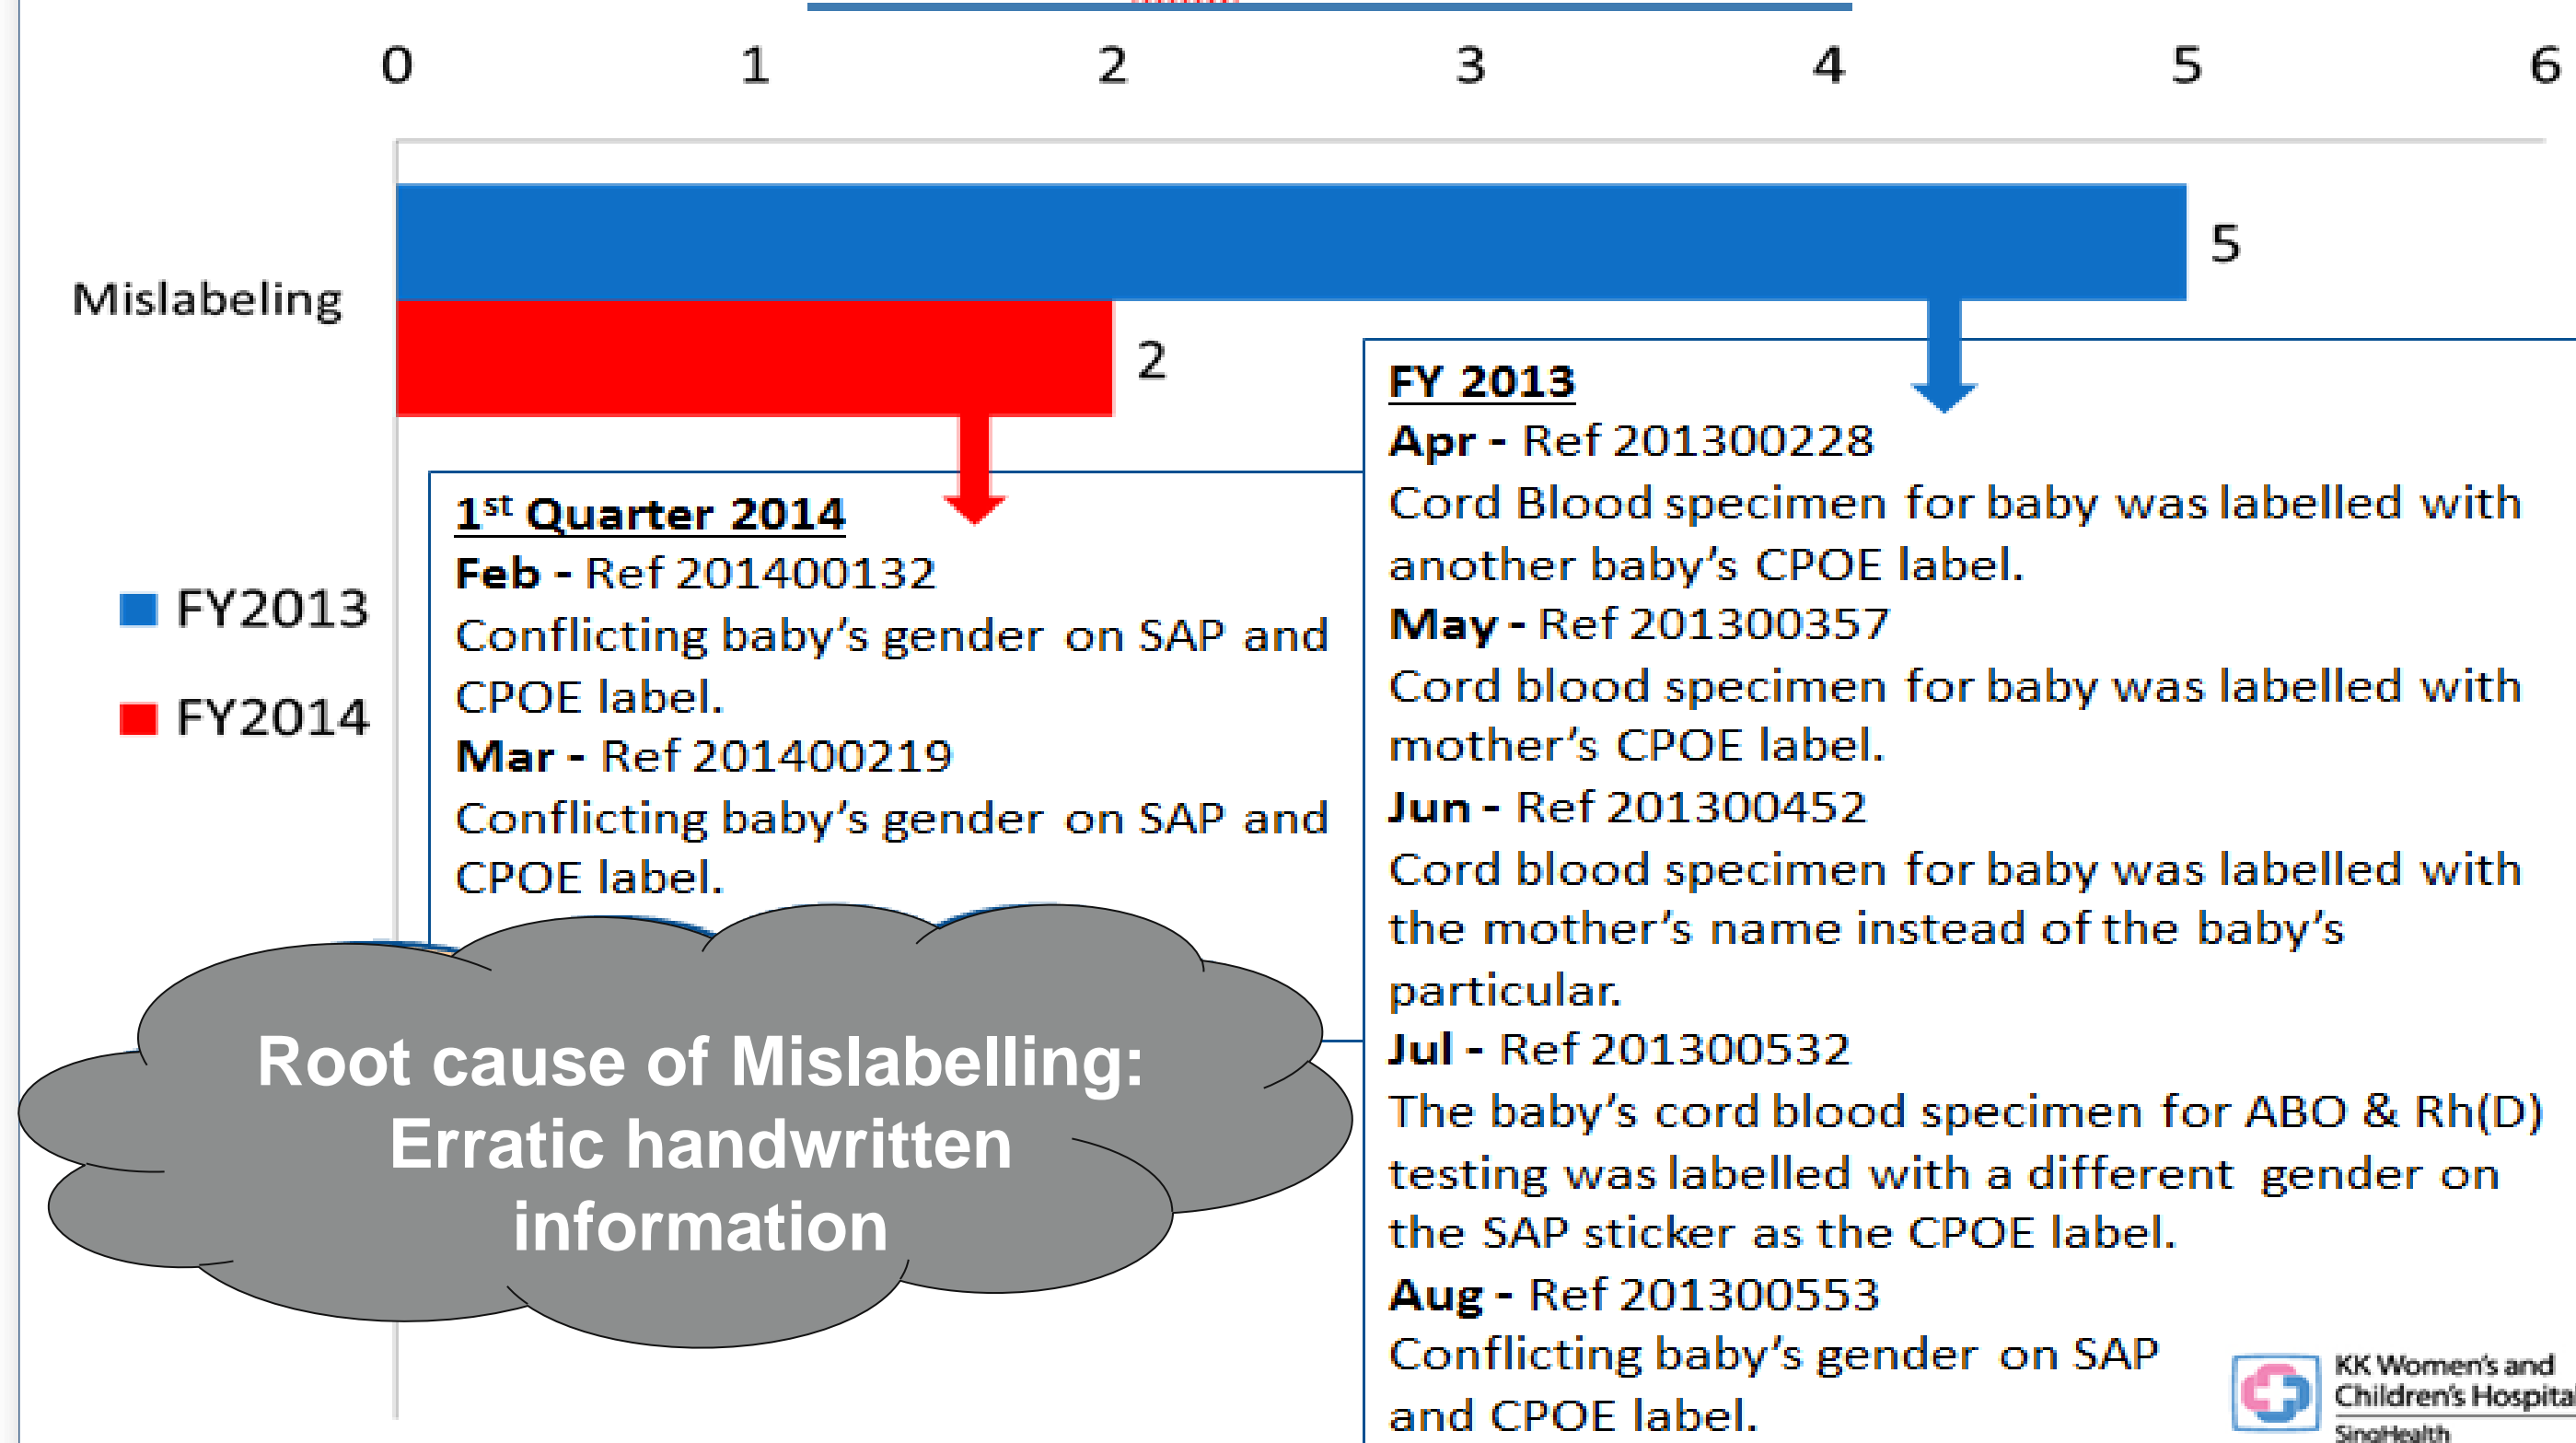 0 1 2 3 4 5 6
Mislabeling
5
2
FY2013
FY2014
1st Quarter 2014
Feb - Ref 201400132
Conflicting baby's gender on SAP and
CPOE label.
Mar - Ref 201400219
Conflicting baby's gender on SAP and
CPOE label.
Root cause of Mislabelling:
Erratic handwritten
information
FY 2013
Apr - Ref 201300228
Cord Blood specimen for baby was labelled with
another baby's CPOE label.
May - Ref 201300357
Cord blood specimen for baby was labelled with
mother's CPOE label.
Jun - Ref 201300452
Cord blood specimen for baby was labelled with
the mother's name instead of the baby's
particular.
Jul - Ref 201300532
The baby's cord blood specimen for ABO & Rh(D)
testing was labelled with a different gender on
the SAP sticker as the CPOE label.
Aug - Ref 201300553
Conflicting baby's gender on SAP
and CPOE label.
KK Women's and
Children's Hospital
SingHealth